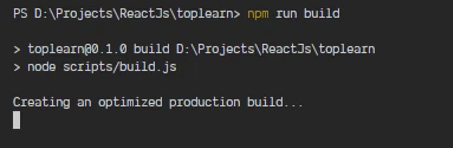 PS D:\Projects\ReactJs\toplearn> npm run build
> toplearn@0.1.0 build D:\Projects\ReactJs\toplearn
> node scripts/build.js
Creating an optimized production build...